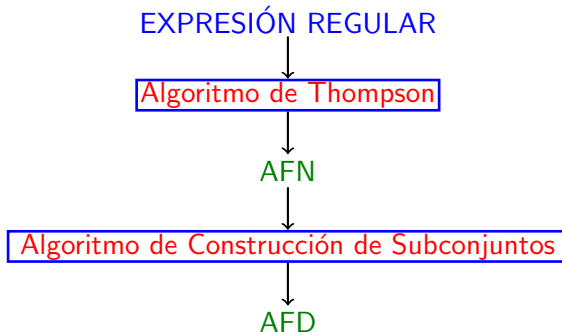 EXPRESIÓN REGULAR
Algoritmo de Thompson
AFN
Algoritmo de Construcción de Subconjuntos
AFD